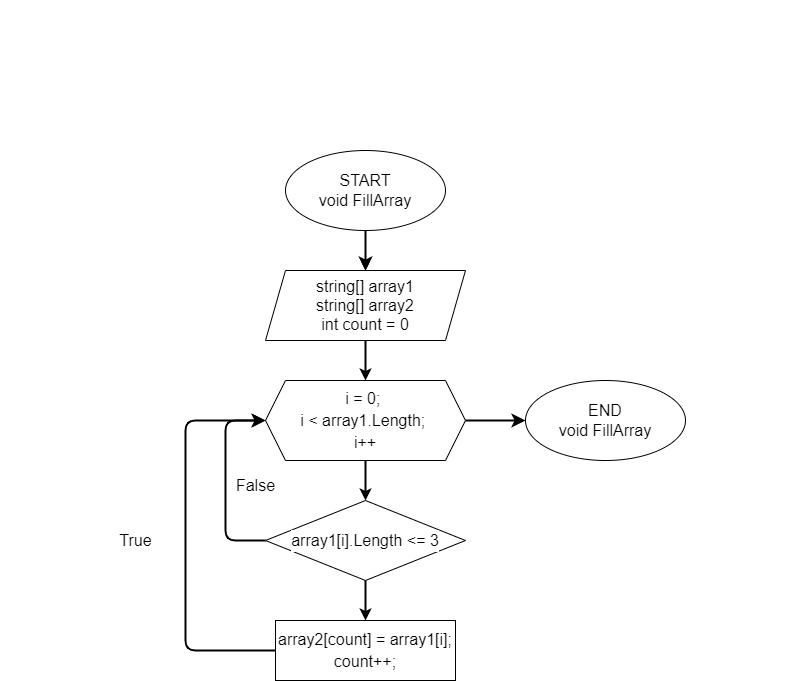 START
void FillArray
string[] array1
string[] array2
int count = 0
i = 0;
i < array1.Length;
i++
END
void FillArray
False
True
array1[i].Length <= 3
array2[count] = array1[i];
count++;